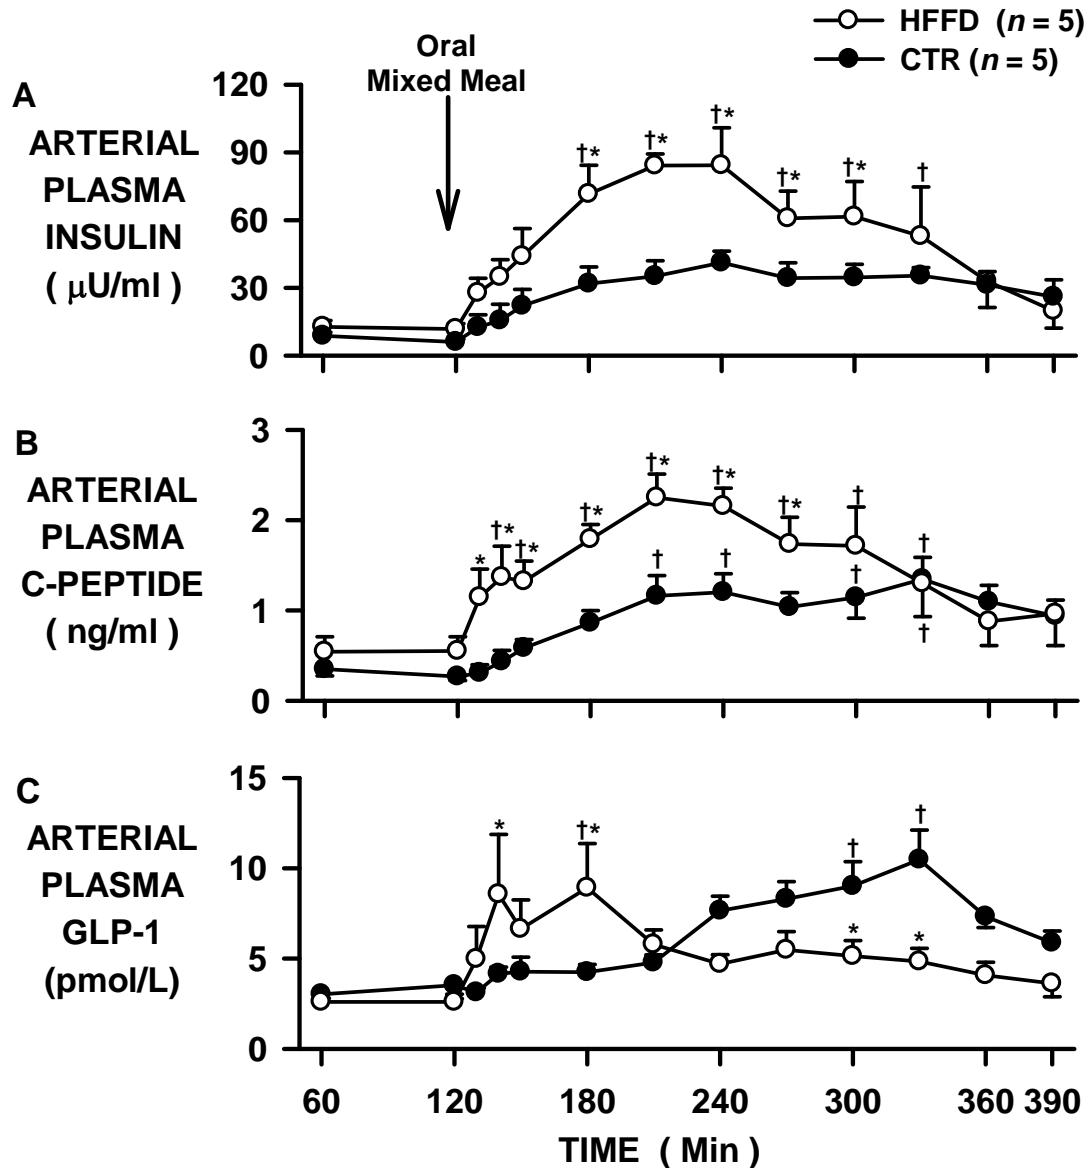 HFFD (n = 5)
CTR (n = 5)
Oral
Mixed Meal
A
ARTERIAL
PLASMA
INSULIN
( μU/ml )
120
90
60
30
0
†*
†*
†*
†*
†*
†
B
ARTERIAL
PLASMA
C-PEPTIDE
( ng/ml )
3
2
1
0
*
†*
†*
†*
†*
†*
†*
†
†
†
†
†
†
C
ARTERIAL
PLASMA
GLP-1
(pmol/L)
15
10
5
0
*
†*
†
†
*
*
60 120 180 240 300 360 390
TIME ( Min )